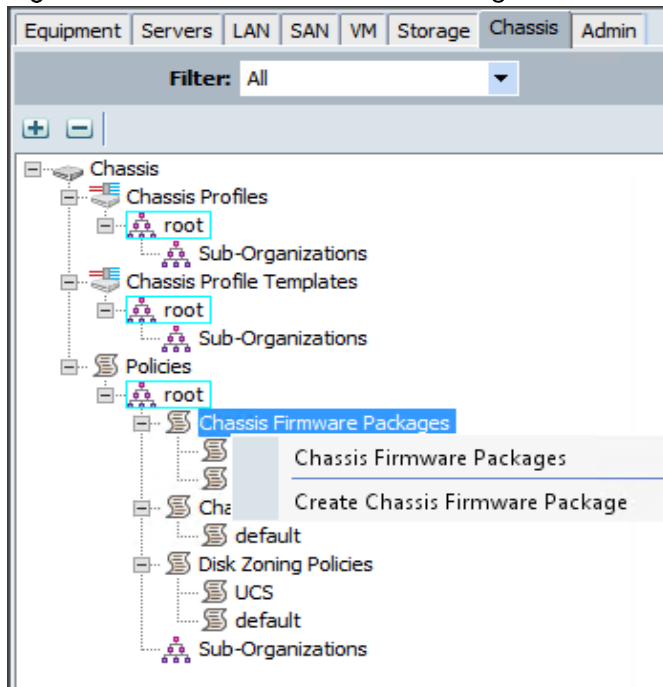 Equipment Servers LAN SAN VM Storage Chassis Admin
Filter: All
Chassis
Chassis Profiles
root
Sub-Organizations
Chassis Profile Templates
root
Sub-Organizations
Policies
root
Chassis Firmware Packages
Chassis Firmware Packages
Create Chassis Firmware Package
Cha
default
Disk Zoning Policies
UCS
default
Sub-Organizations